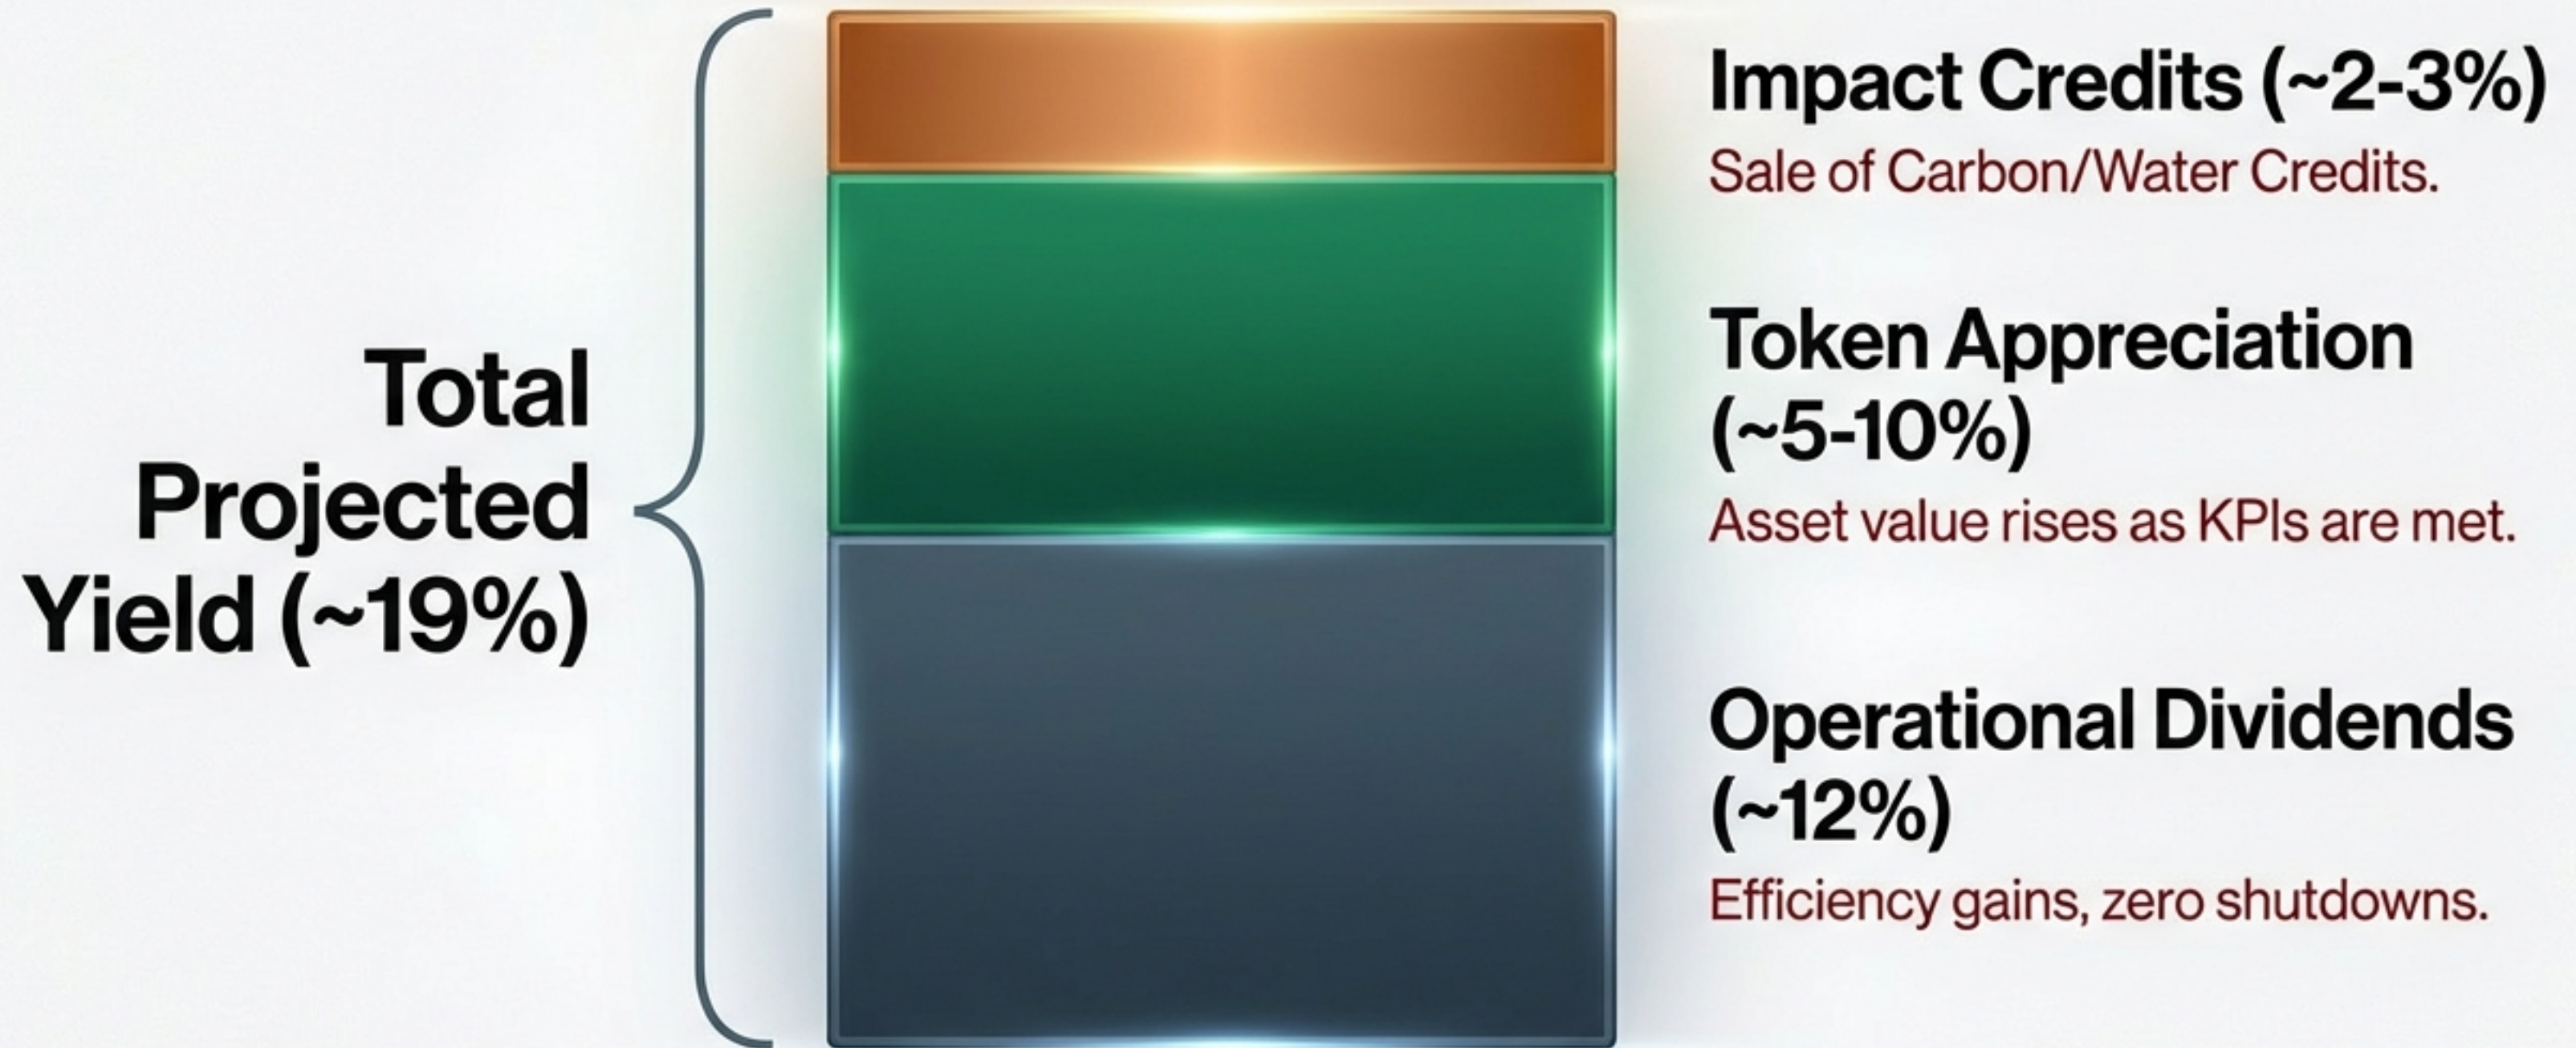 Total
Projected
Yield (~19%)
Impact Credits (~2-3%)
Sale of Carbon/Water Credits.
Token Appreciation
(~5-10%)
Asset value rises as KPIs are met.
Operational Dividends
(~12%)
Efficiency gains, zero shutdowns.